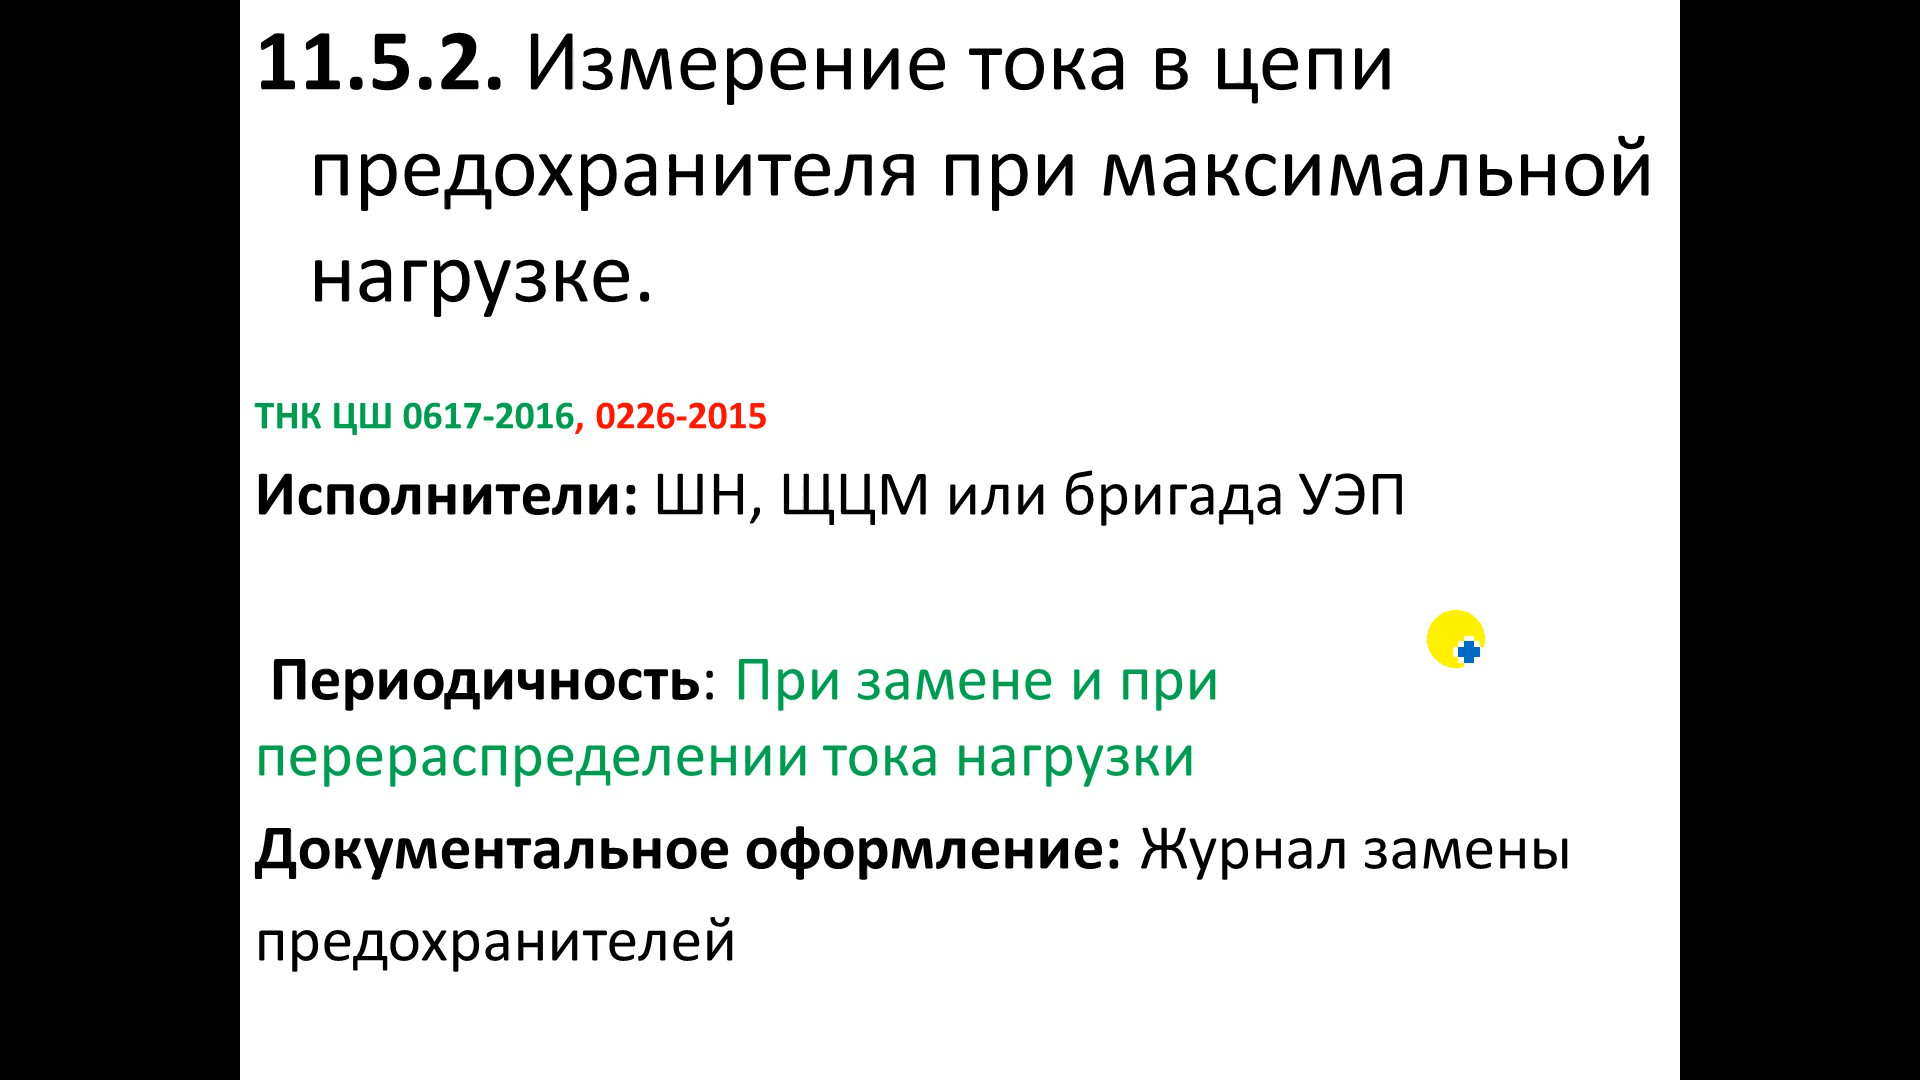 11.5.2. Измерение тока в цепи
предохранителя при максимальной
нагрузке.
ТНК ЦШ 0617-2016, 0226-2015
Исполнители: ШН, ЩЦМ или бригада УЭП
Периодичность: При замене и при
перераспределении тока нагрузки
Документальное оформление: Журнал замены
предохранителей